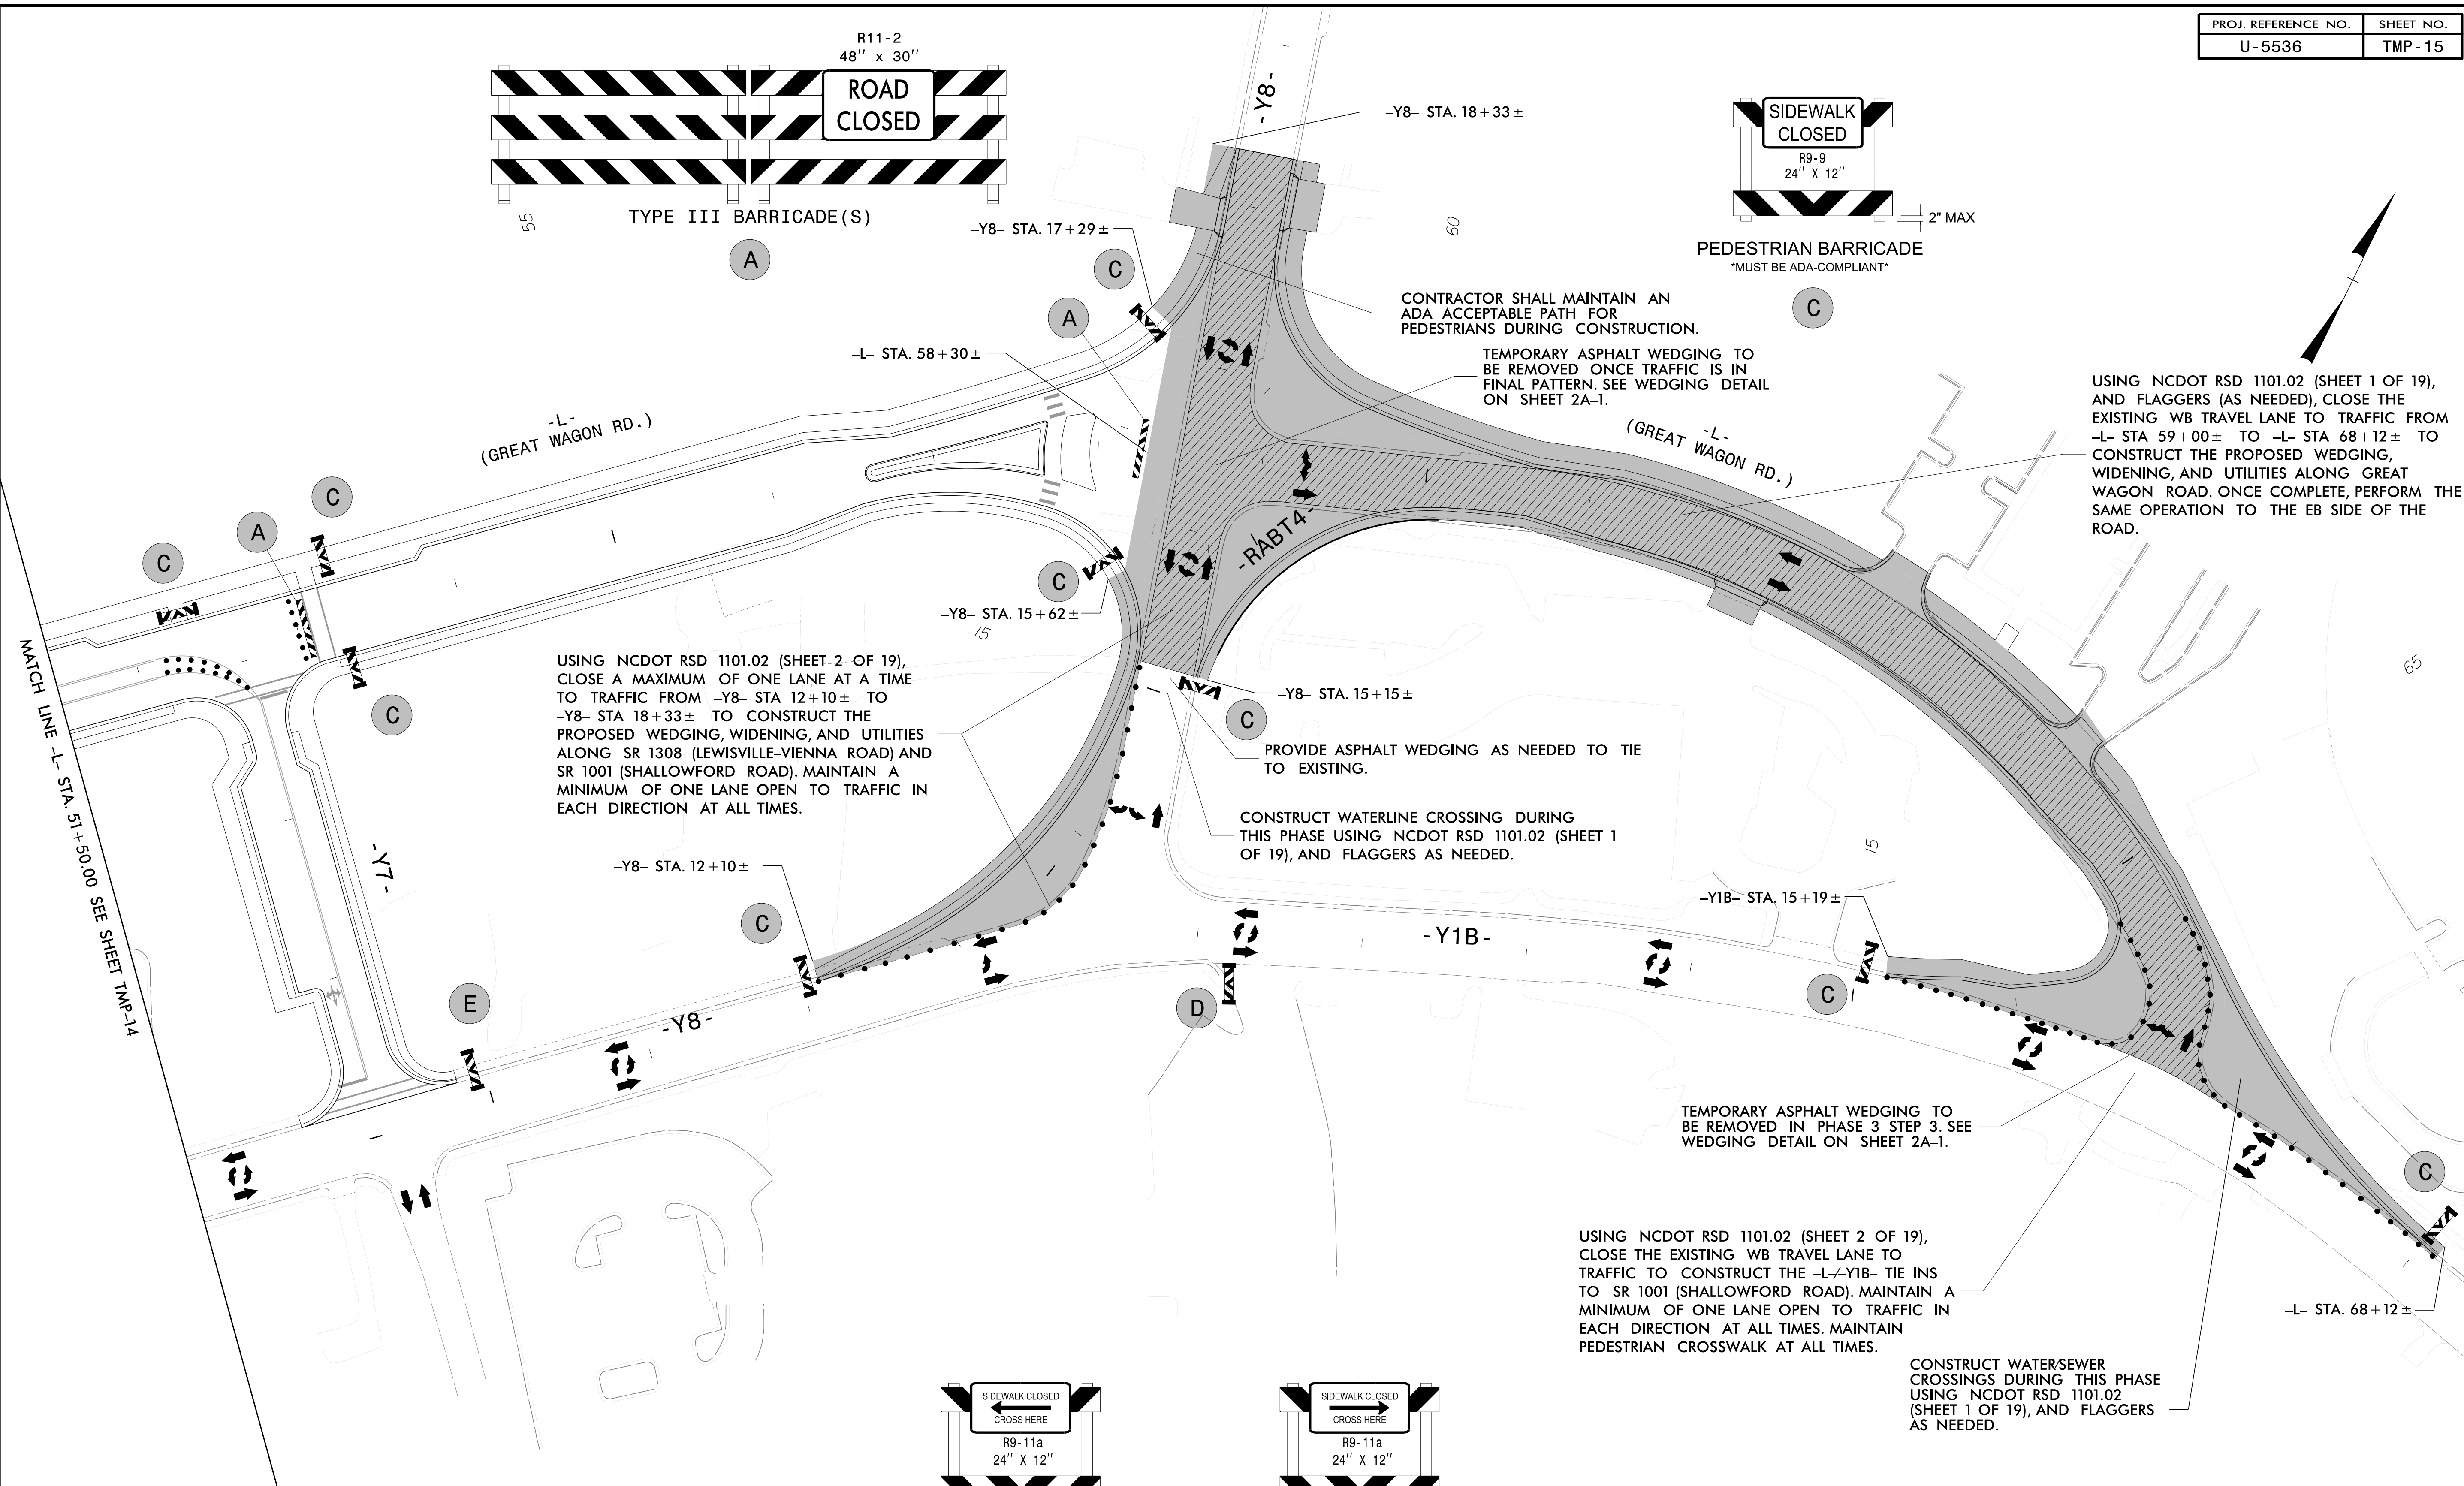 PROJ. REFERENCE NO. SHEET NO.
U-5536 TMP-15
R11-2
48'' x 30''
ROAD
CLOSED
TYPE III BARRICADE(S)
A
55
-Y8-
-Y8- STA. 18+33±
SIDEWALK
CLOSED
R9-9
24'' X 12''
2" MAX
PEDESTRIAN BARRICADE
*MUST BE ADA-COMPLIANT*
C
60
-Y8- STA. 17+29±
C
A
-L- STA. 58+30±
CONTRACTOR SHALL MAINTAIN AN
ADA ACCEPTABLE PATH FOR
PEDESTRIANS DURING CONSTRUCTION.
TEMPORARY ASPHALT WEDGING TO
BE REMOVED ONCE TRAFFIC IS IN
FINAL PATTERN. SEE WEDGING DETAIL
ON SHEET 2A-1.
USING NCDOT RSD 1101.02 (SHEET 1 OF 19),
AND FLAGGERS (AS NEEDED), CLOSE THE
EXISTING WB TRAVEL LANE TO TRAFFIC FROM
-L- STA 59+00± TO -L- STA 68+12± TO
CONSTRUCT THE PROPOSED WEDGING,
WIDENING, AND UTILITIES ALONG GREAT
WAGON ROAD. ONCE COMPLETE, PERFORM THE
SAME OPERATION TO THE EB SIDE OF THE
ROAD.
-L-
(GREAT WAGON RD.)
-L-
(GREAT WAGON RD.)
C
A
C
C
-RABT4-
C
-Y8- STA. 15+62±
15
65
MATCH LINE -L- STA. 51+50.00 SEE SHEET TMP-14
USING NCDOT RSD 1101.02 (SHEET 2 OF 19),
CLOSE A MAXIMUM OF ONE LANE AT A TIME
TO TRAFFIC FROM -Y8- STA 12+10± TO
-Y8- STA 18+33± TO CONSTRUCT THE
PROPOSED WEDGING, WIDENING, AND UTILITIES
ALONG SR 1308 (LEWISVILLE-VIENNA ROAD) AND
SR 1001 (SHALLOWFORD ROAD). MAINTAIN A
MINIMUM OF ONE LANE OPEN TO TRAFFIC IN
EACH DIRECTION AT ALL TIMES.
-Y8- STA. 15+15±
C
PROVIDE ASPHALT WEDGING AS NEEDED TO TIE
TO EXISTING.
CONSTRUCT WATERLINE CROSSING DURING
THIS PHASE USING NCDOT RSD 1101.02 (SHEET 1
OF 19), AND FLAGGERS AS NEEDED.
15
-Y7-
-Y8- STA. 12+10±
C
-Y1B-
-Y1B- STA. 15+19±
C
E
-Y8-
D
TEMPORARY ASPHALT WEDGING TO
BE REMOVED IN PHASE 3 STEP 3. SEE
WEDGING DETAIL ON SHEET 2A-1.
C
USING NCDOT RSD 1101.02 (SHEET 2 OF 19),
CLOSE THE EXISTING WB TRAVEL LANE TO
TRAFFIC TO CONSTRUCT THE -L-/-Y1B- TIE INS
TO SR 1001 (SHALLOWFORD ROAD). MAINTAIN A
MINIMUM OF ONE LANE OPEN TO TRAFFIC IN
EACH DIRECTION AT ALL TIMES. MAINTAIN
PEDESTRIAN CROSSWALK AT ALL TIMES.
-L- STA. 68+12±
CONSTRUCT WATER/SEWER
CROSSINGS DURING THIS PHASE
USING NCDOT RSD 1101.02
(SHEET 1 OF 19), AND FLAGGERS
AS NEEDED.
SIDEWALK CLOSED
CROSS HERE
R9-11a
24'' X 12''
SIDEWALK CLOSED
CROSS HERE
R9-11a
24'' X 12''